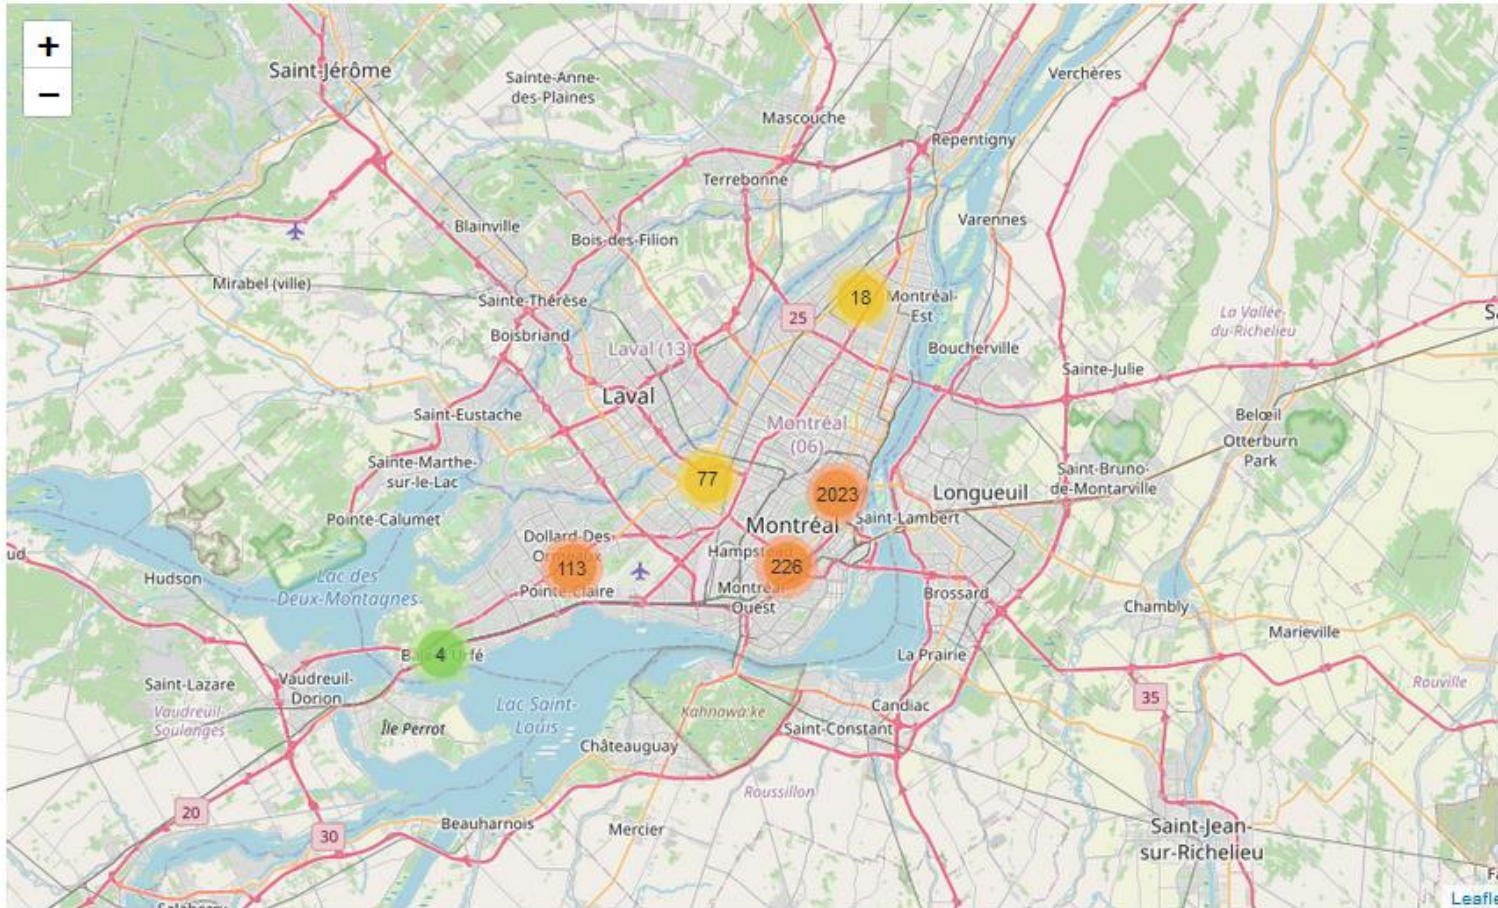 +
−
Saint-Jérôme
Sainte-Anne-
des-Plaines
Verchères
Mascouche
Repentigny
Terrebonne
Varennes
Blainville
Bois-des-Filion
Mirabel (ville)
Sainte-Thérèse
18
Montréal-
Est
25
La Vallée-
du-Richelieu
Boisbriand
Laval (13)
Boucherville
Sainte-Julie
Laval
Saint-Eustache
Montréal
(06)
Belœil
Otterburn
Park
Sainte-Marthe-
sur-le-Lac
77
2023
Longueuil
Saint-Bruno-
de-Montarville
Pointe-Calumet
Montréal
Saint-Lambert
Dollard-Des-
Ormeaux
113
Hampstead
226
Hudson
Lac des
Deux-Montagnes
Pointe-Claire
Montréal-
Ouest
Brossard
Chambly
Marieville
4
La Prairie
Saint-Lazare
Vaudreuil-
Dorion
Vaudreuil-
Soulanges
Île Perrot
Lac Saint-
Louis
Kahnawa:ke
Candiac
35
Rouville
Châteauguay
Saint-Constant
Roussillon
20
30
Beauharnois
Mercier
Saint-Jean-
sur-Richelieu